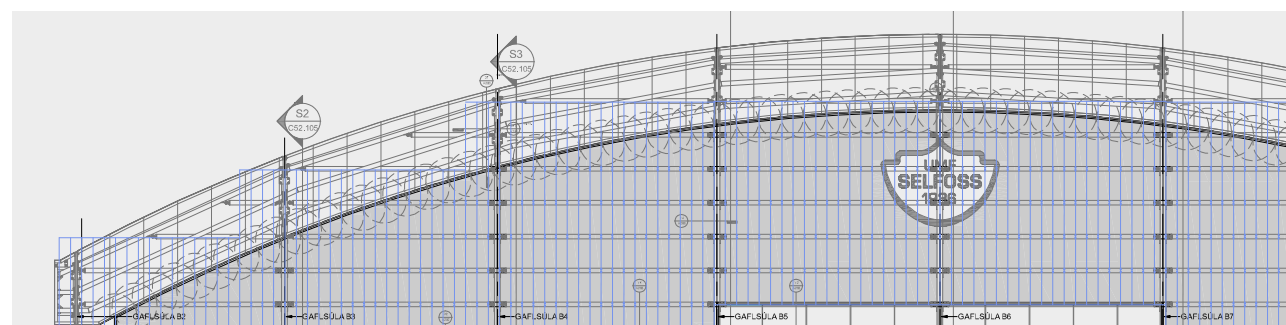 S3
C52.105
S2
C52.105
UMF
SELFOSS
1936
GAFLSÚLA B2
GAFLSÚLA B3
GAFLSÚLA B4
GAFLSÚLA B5
GAFLSÚLA B6
GAFLSÚLA B7